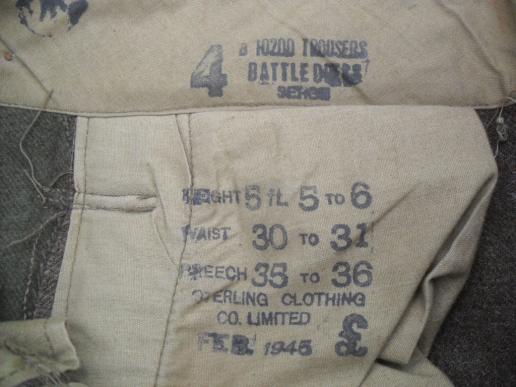 4
B 10200 TROUSERS
BATTLE DRESS
SERGE
HEIGHT 5 ft. 5 TO 6
WAIST 30 TO 31
BREECH 35 TO 36
STERLING CLOTHING
CO. LIMITED
FEB. 1945